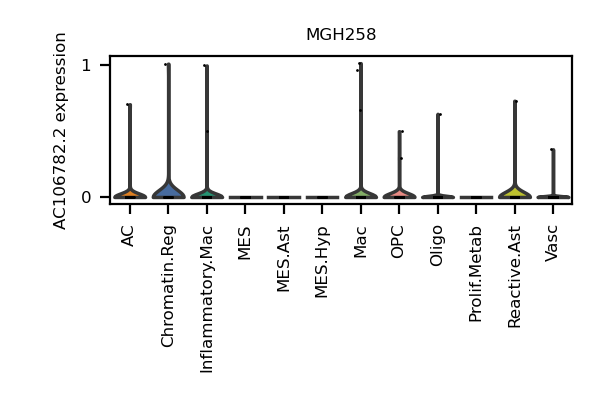 MGH258
AC106782.2 expression
1
0
AC
Chromatin.Reg
Inflammatory.Mac
MES
MES.Ast
MES.Hyp
Mac
OPC
Oligo
Prolif.Metab
Reactive.Ast
Vasc